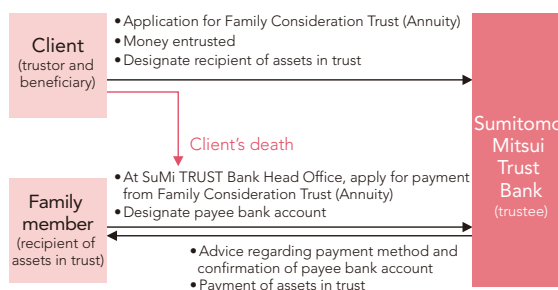 Client
(trustor and
beneficiary)
• Application for Family Consideration Trust (Annuity)
• Money entrusted
• Designate recipient of assets in trust
Client's death
Sumitomo
Mitsui
Trust
Bank
(trustee)
• At SuMi TRUST Bank Head Office, apply for payment
from Family Consideration Trust (Annuity)
• Designate payee bank account
Family
member
(recipient of
assets in trust)
• Advice regarding payment method and
confirmation of payee bank account
• Payment of assets in trust